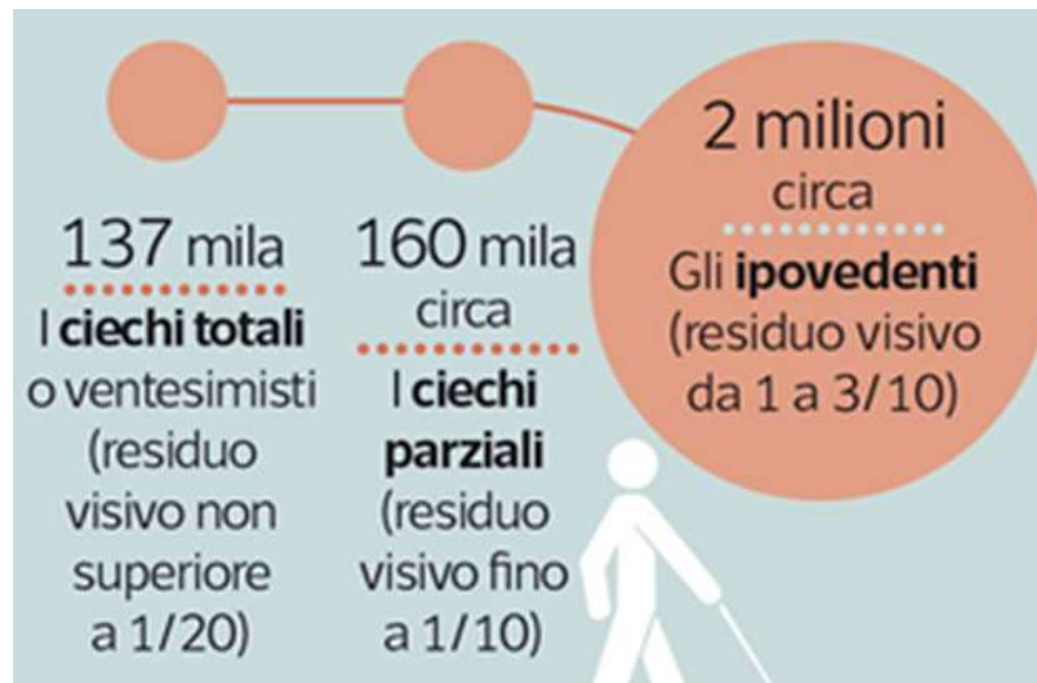 137 mila
I ciechi totali
o ventesimisti
(residuo
visivo non
superiore
a 1/20)
160 mila
circa
I ciechi
parziali
(residuo
visivo fino
a 1/10)
2 milioni
circa
Gli ipovedenti
(residuo visivo
da 1 a 3/10)